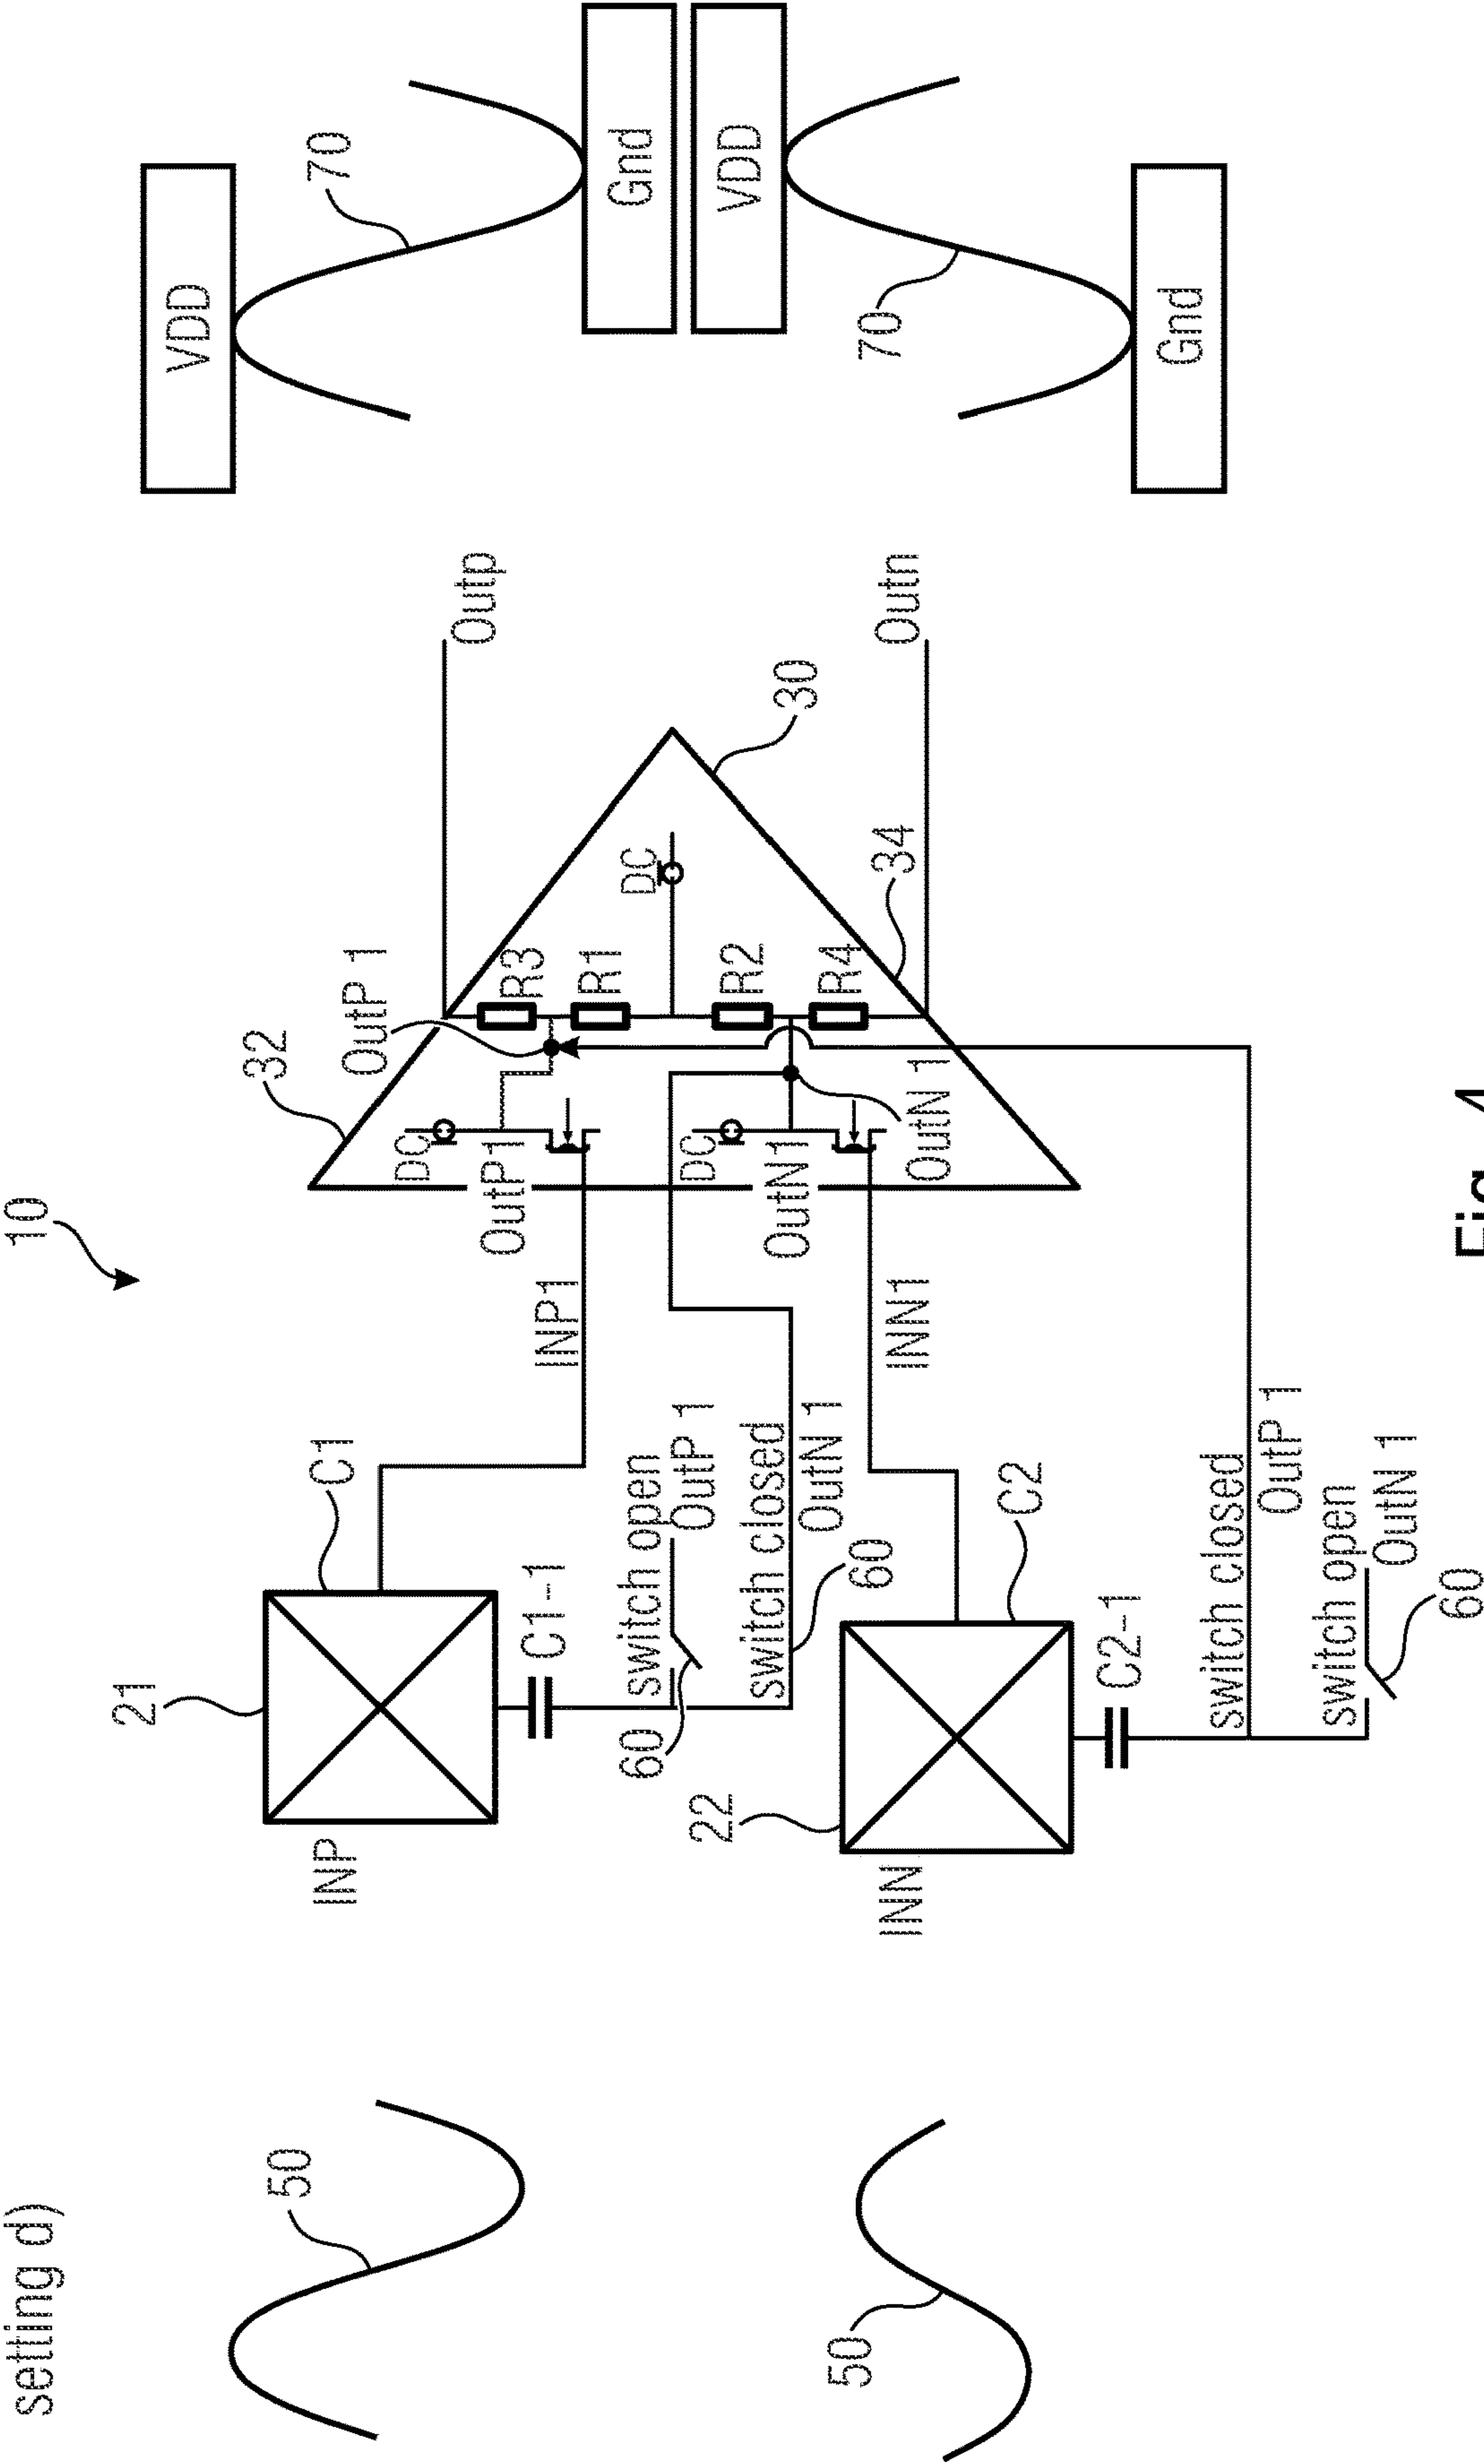 setting d)
10
50
50
INP
21
C1
C1-1
60
switch open
OutP 1
switch closed
OutN 1
60
INN
22
C2
C2-1
switch closed
OutP 1
switch open
OutN 1
60
INP1
INN1
32
DC
OutP1
DC
OutN1
OutN 1
OutP 1
R3
R1
R2
R4
DC
34
30
Outp
Outn
VDD
70
Gnd
VDD
70
Gnd